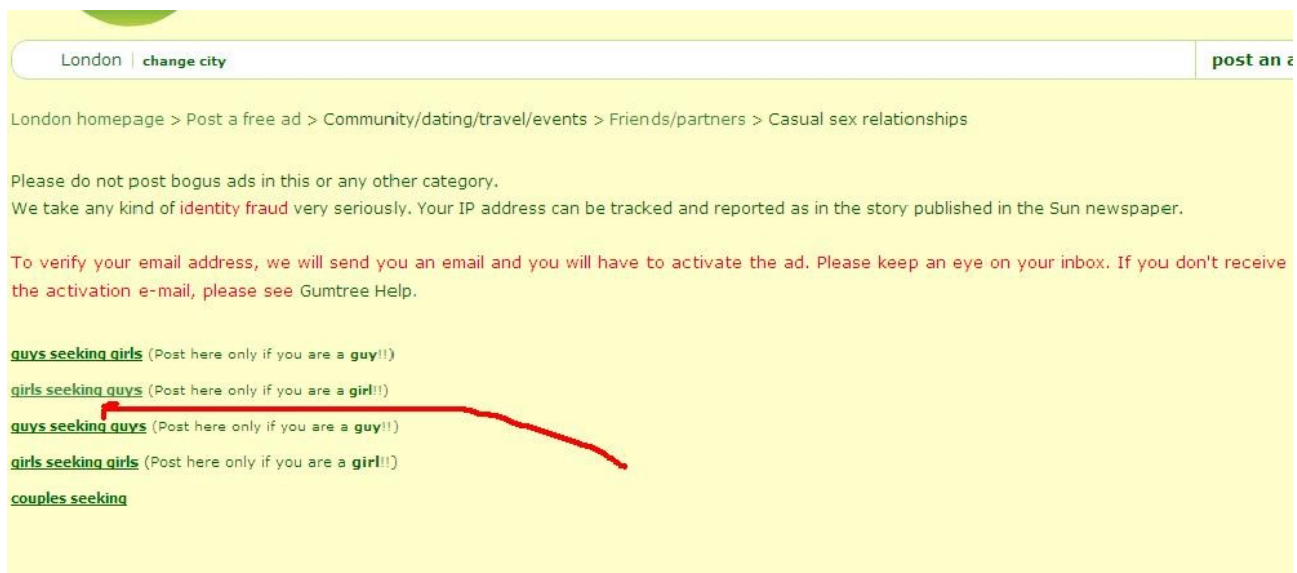 London | change city
post an a
London homepage > Post a free ad > Community/dating/travel/events > Friends/partners > Casual sex relationships
Please do not post bogus ads in this or any other category.
We take any kind of identity fraud very seriously. Your IP address can be tracked and reported as in the story published in the Sun newspaper.
To verify your email address, we will send you an email and you will have to activate the ad. Please keep an eye on your inbox. If you don't receive
the activation e-mail, please see Gumtree Help.
guys seeking girls (Post here only if you are a guy!!)
girls seeking guys (Post here only if you are a girl!!)
guys seeking guys (Post here only if you are a guy!!)
girls seeking girls (Post here only if you are a girl!!)
couples seeking